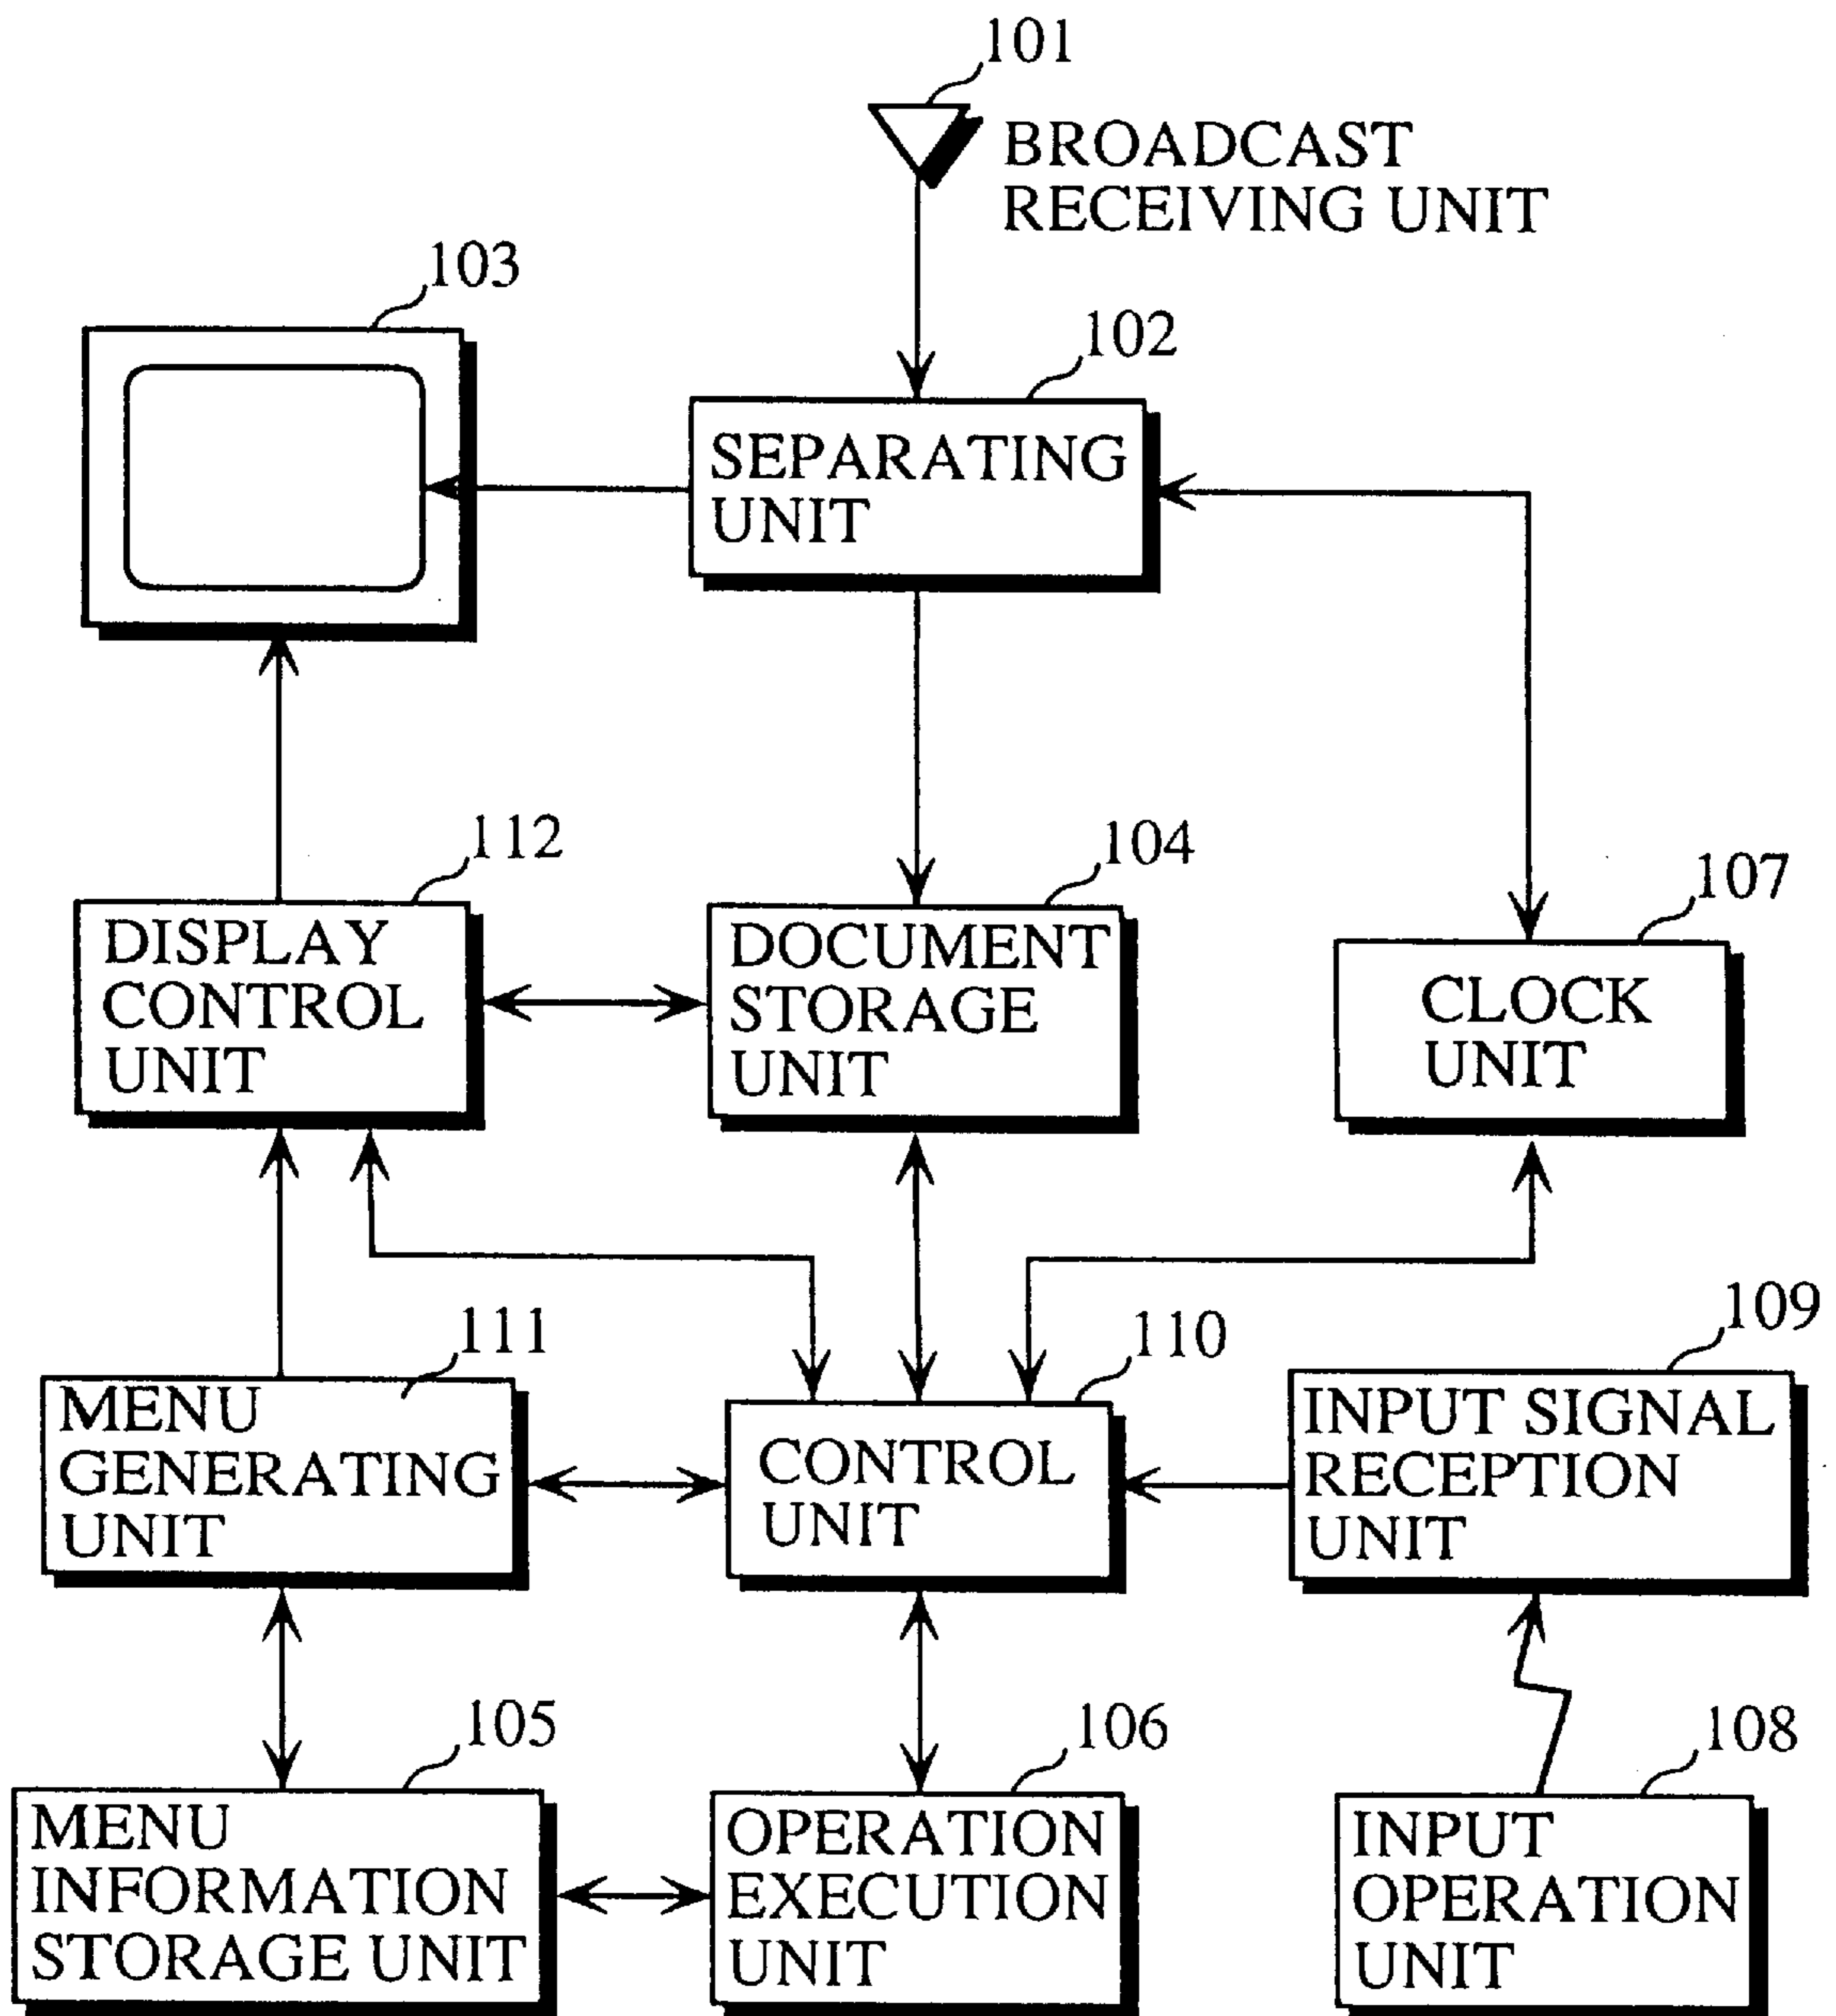 101
BROADCAST
RECEIVING UNIT
103
102
SEPARATING
UNIT
112
DISPLAY
CONTROL
UNIT
104
DOCUMENT
STORAGE
UNIT
107
CLOCK
UNIT
111
MENU
GENERATING
UNIT
110
CONTROL
UNIT
109
INPUT SIGNAL
RECEPTION
UNIT
105
MENU
INFORMATION
STORAGE UNIT
106
OPERATION
EXECUTION
UNIT
108
INPUT
OPERATION
UNIT